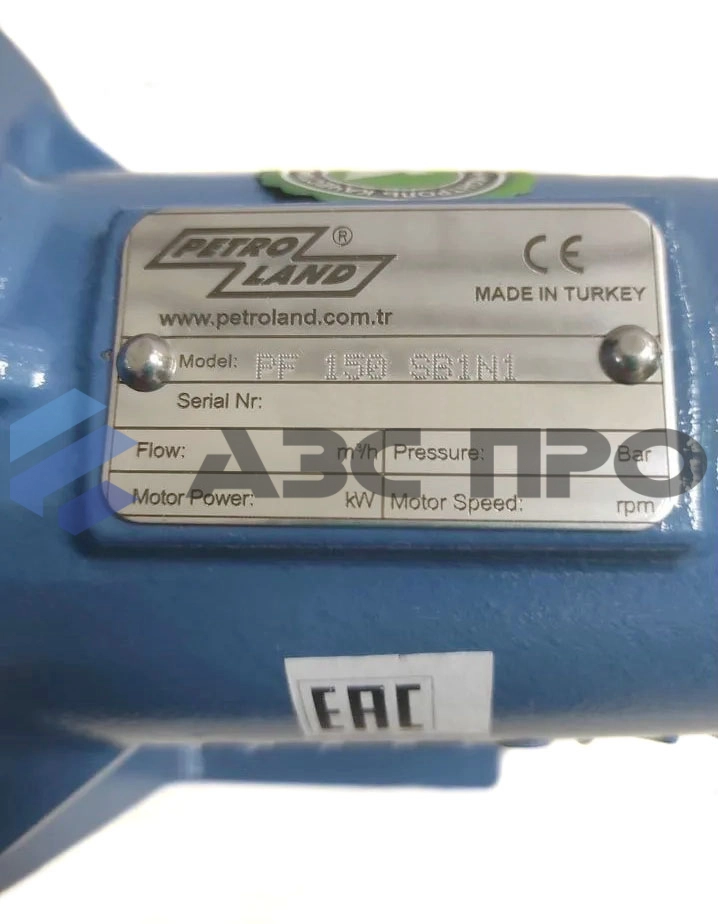 PETRO ®
LAND
CE
MADE IN TURKEY
www.petroland.com.tr
Model: PF 150 SB1N1
Serial Nr:
Flow: m³/h Pressure: Bar
АЗС ПРО
Motor Power: kW Motor Speed: rpm
EAC